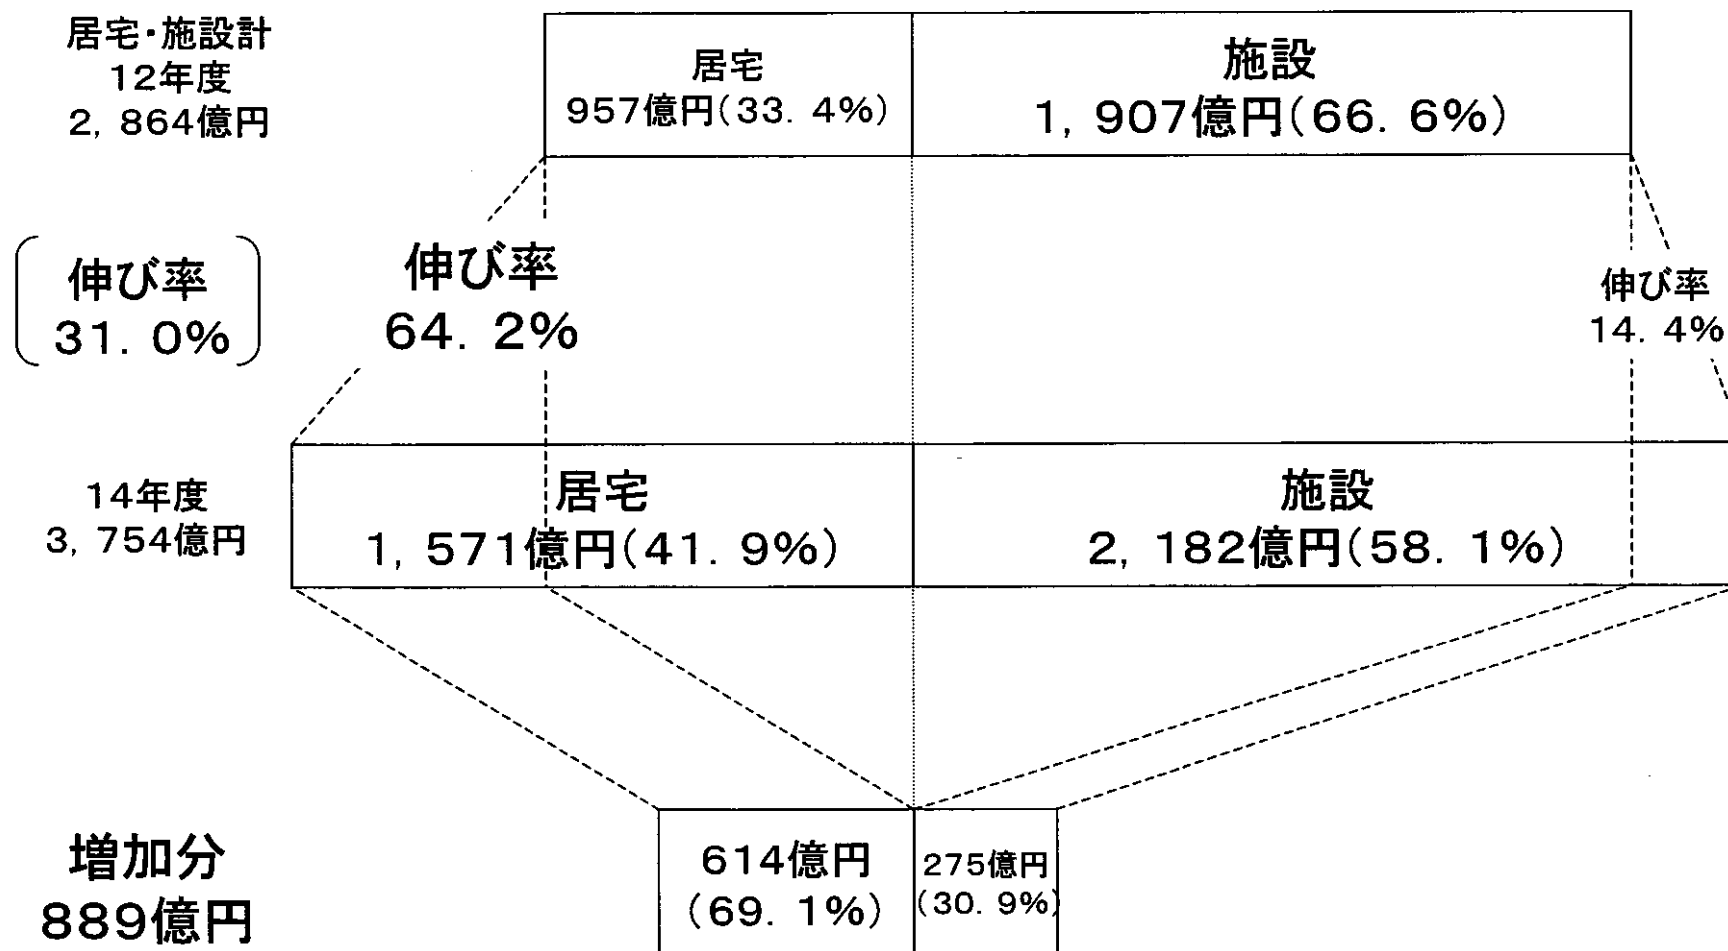 居宅・施設計
12年度
2,864億円
居宅
957億円(33.4%)
施設
1,907億円(66.6%)
伸び率
31.0%
伸び率
64.2%
伸び率
14.4%
14年度
3,754億円
居宅
1,571億円(41.9%)
施設
2,182億円(58.1%)
増加分
889億円
614億円
(69.1%)
275億円
(30.9%)